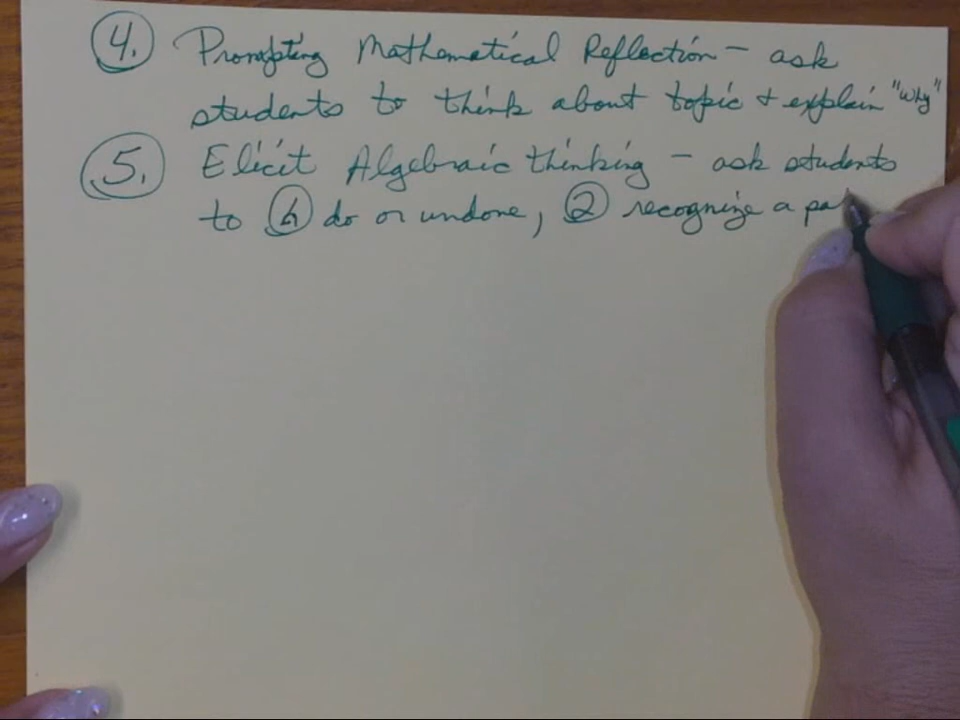 4. Prompting Mathematical Reflection - ask
students to think about topic + explain "why"
5. Elicit Algebraic thinking - ask students
to do or undone, 2 recognize a pa